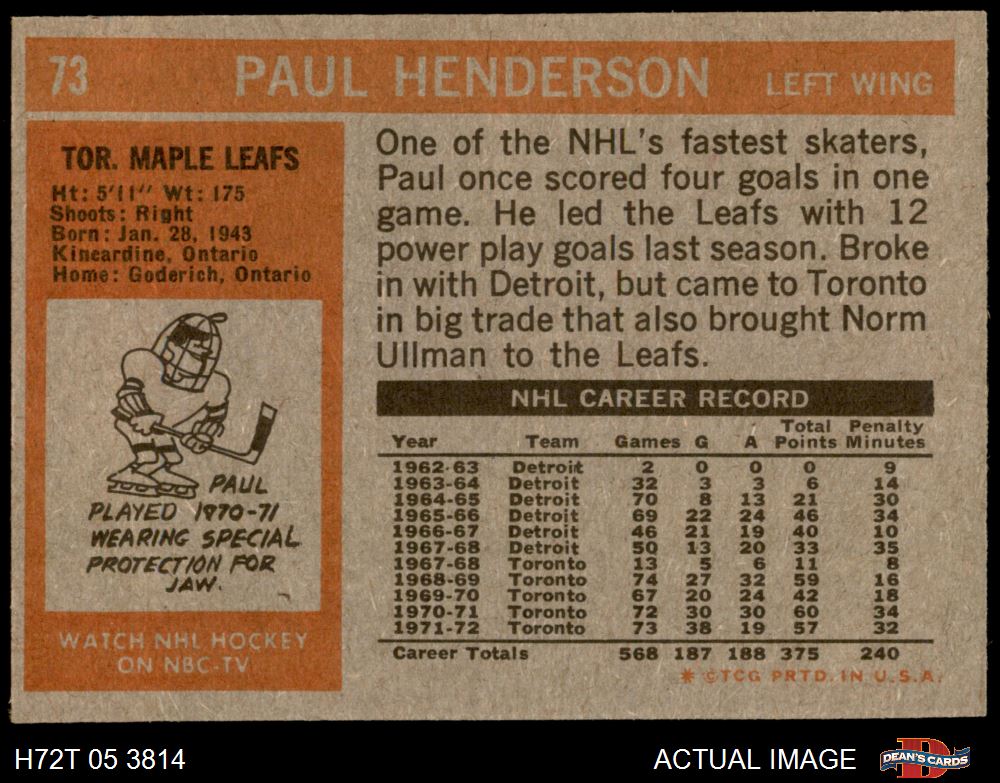 73 PAUL HENDERSON LEFT WING
TOR. MAPLE LEAFS
Ht: 5'11" Wt: 175
Shoots: Right
Born: Jan. 28, 1943
Kincardine, Ontario
Home: Goderich, Ontario
PAUL
PLAYED 1970-71
WEARING SPECIAL
PROTECTION FOR
JAW.
WATCH NHL HOCKEY
ON NBC-TV
One of the NHL's fastest skaters,
Paul once scored four goals in one
game. He led the Leafs with 12
power play goals last season. Broke
in with Detroit, but came to Toronto
in big trade that also brought Norm
Ullman to the Leafs.
NHL CAREER RECORD
Total Penalty
Year Team Games G A Points Minutes
1962-63 Detroit 2 0 0 0 9
1963-64 Detroit 32 3 3 6 14
1964-65 Detroit 70 8 13 21 30
1965-66 Detroit 69 22 24 46 34
1966-67 Detroit 46 21 19 40 10
1967-68 Detroit 50 13 20 33 35
1967-68 Toronto 13 5 6 11 8
1968-69 Toronto 74 27 32 59 16
1969-70 Toronto 67 20 24 42 18
1970-71 Toronto 72 30 30 60 34
1971-72 Toronto 73 38 19 57 32
Career Totals 568 187 188 375 240
* ©TCG PRTD. IN U.S.A.
H72T 05 3814 ACTUAL IMAGE D DEAN'S CARDS